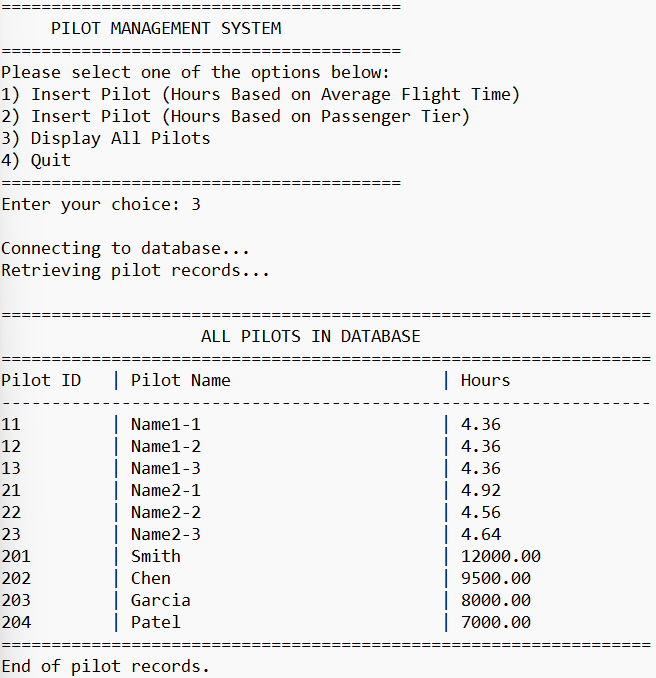 ========================================
     PILOT MANAGEMENT SYSTEM
========================================
Please select one of the options below:
1) Insert Pilot (Hours Based on Average Flight Time)
2) Insert Pilot (Hours Based on Passenger Tier)
3) Display All Pilots
4) Quit
========================================
Enter your choice: 3

Connecting to database...
Retrieving pilot records...

=================================================================
                    ALL PILOTS IN DATABASE
=================================================================
Pilot ID   | Pilot Name                     | Hours
-----------------------------------------------------------------
11         | Name1-1                        | 4.36
12         | Name1-2                        | 4.36
13         | Name1-3                        | 4.36
21         | Name2-1                        | 4.92
22         | Name2-2                        | 4.56
23         | Name2-3                        | 4.64
201        | Smith                          | 12000.00
202        | Chen                           | 9500.00
203        | Garcia                         | 8000.00
204        | Patel                          | 7000.00
=================================================================
End of pilot records.